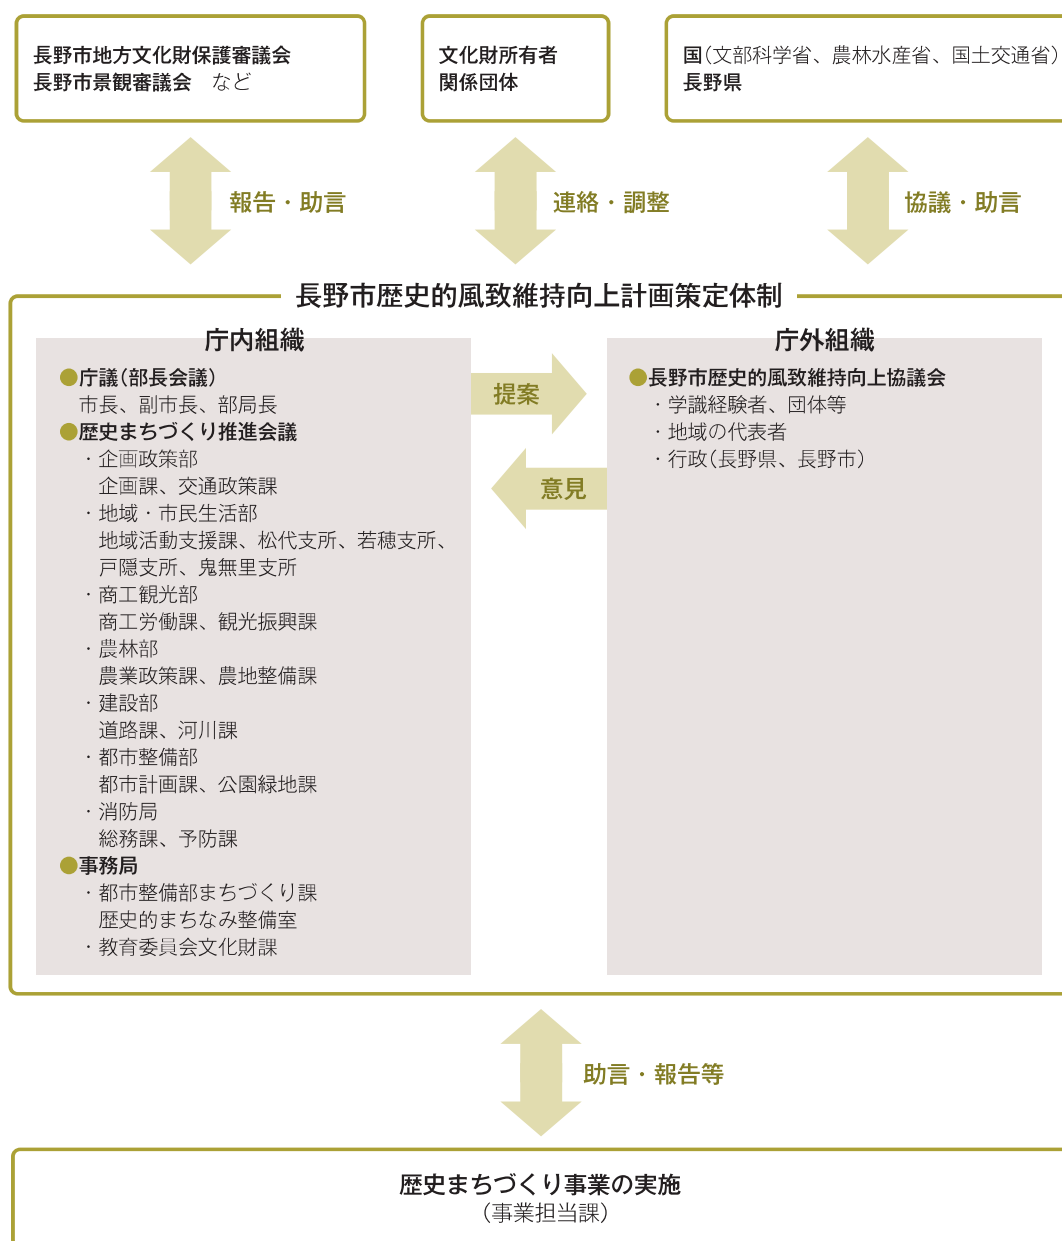 長野市地方文化財保護審議会
長野市景観審議会　など
文化財所有者
関係団体
国（文部科学省、農林水産省、国土交通省）
長野県
報告・助言
連絡・調整
協議・助言
長野市歴史的風致維持向上計画策定体制
庁内組織
●庁議（部長会議）
市長、副市長、部局長
●歴史まちづくり推進会議
・企画政策部
企画課、交通政策課
・地域・市民生活部
地域活動支援課、松代支所、若穂支所、
戸隠支所、鬼無里支所
・商工観光部
商工労働課、観光振興課
・農林部
農業政策課、農地整備課
・建設部
道路課、河川課
・都市整備部
都市計画課、公園緑地課
・消防局
総務課、予防課
●事務局
・都市整備部まちづくり課
歴史的まちなみ整備室
・教育委員会文化財課
提案
意見
庁外組織
●長野市歴史的風致維持向上協議会
・学識経験者、団体等
・地域の代表者
・行政（長野県、長野市）
助言・報告等
歴史まちづくり事業の実施
（事業担当課）